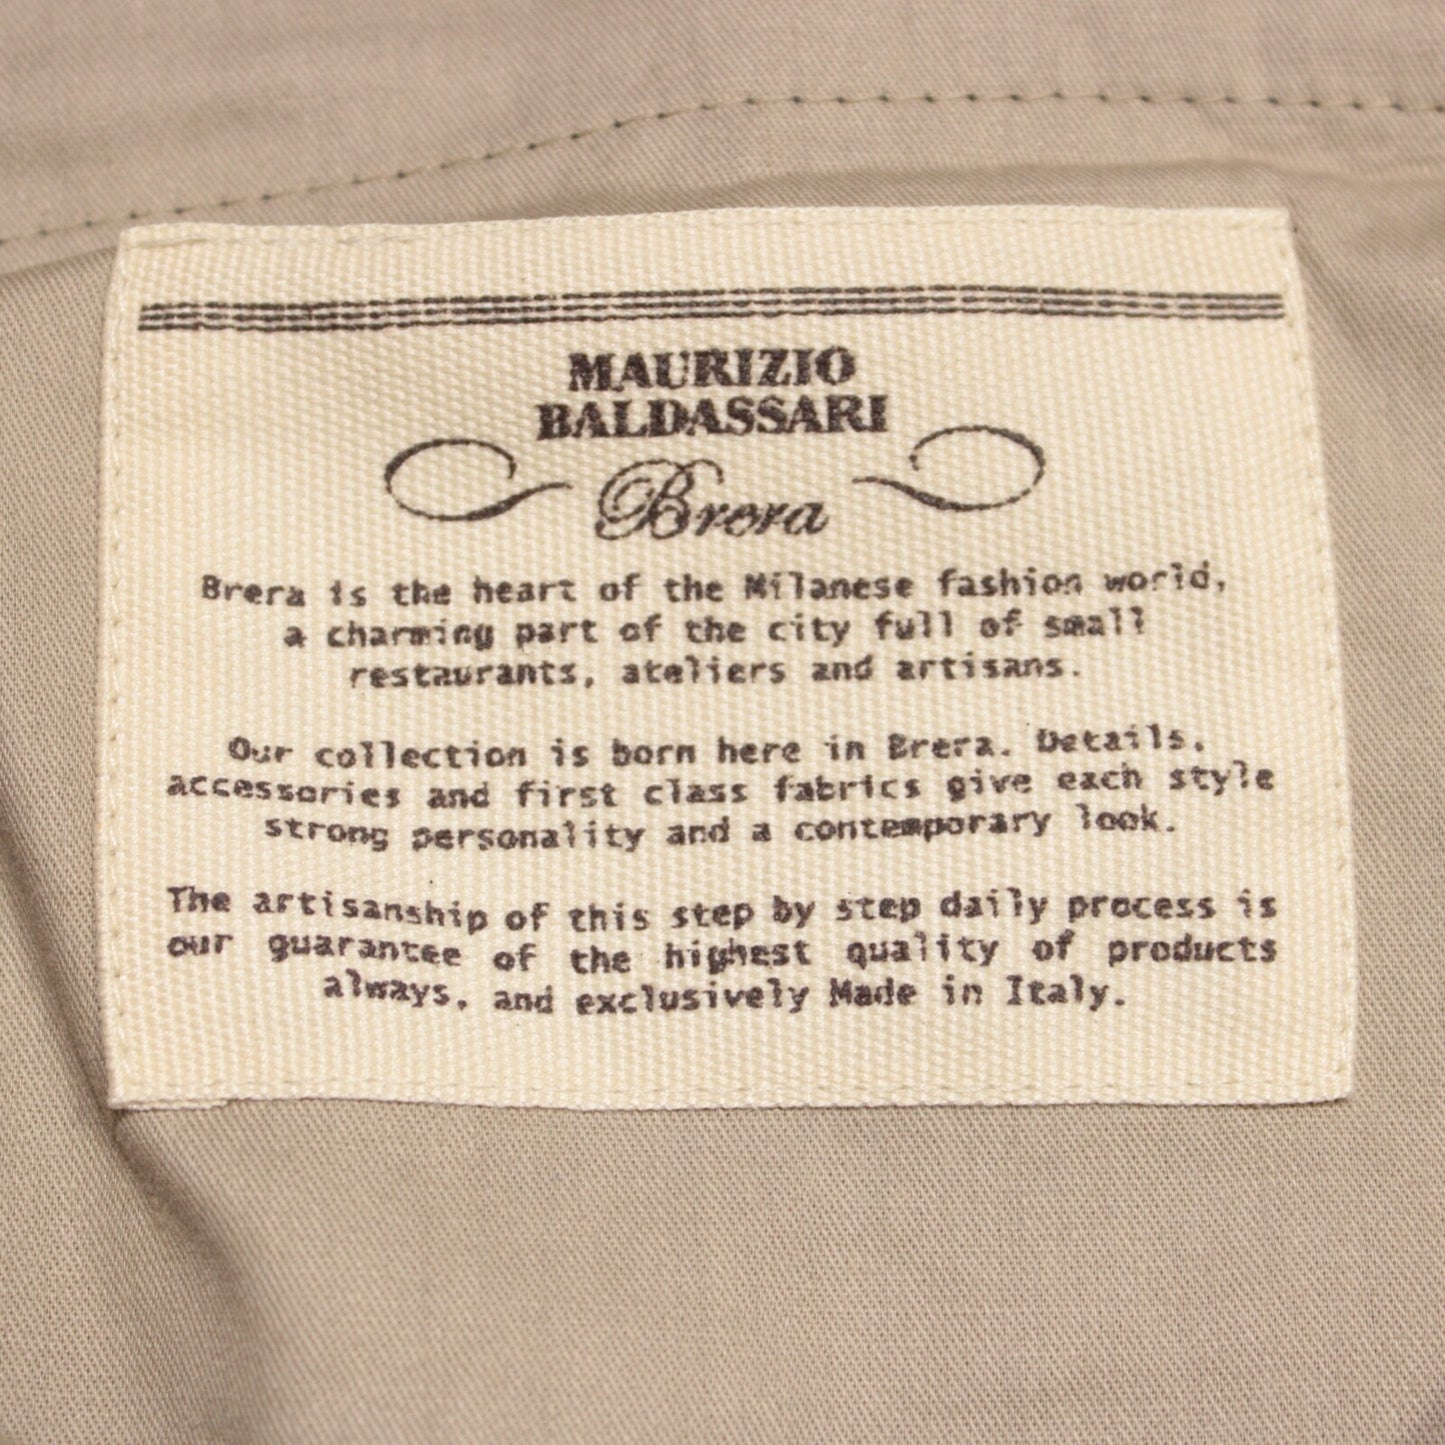 MAURIZIO
BALDASSARI
Brera
Brera is the heart of the Milanese fashion world,
a charming part of the city full of small
restaurants, ateliers and artisans.
Our collection is born here in Brera. Details,
accessories and first class fabrics give each style
strong personality and a contemporary look.
The artisanship of this step by step daily process is
our guarantee of the highest quality of products
always, and exclusively Made in Italy.